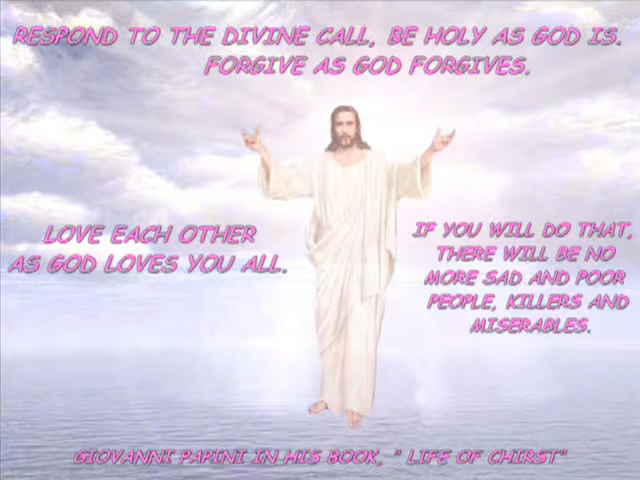 RESPOND TO THE DIVINE CALL, BE HOLY AS GOD IS.
FORGIVE AS GOD FORGIVES.
LOVE EACH OTHER
AS GOD LOVES YOU ALL.
IF YOU WILL DO THAT,
THERE WILL BE NO
MORE SAD AND POOR
PEOPLE, KILLERS AND
MISERABLES.
GIOVANNI PAPINI IN HIS BOOK, " LIFE OF CHIRST"